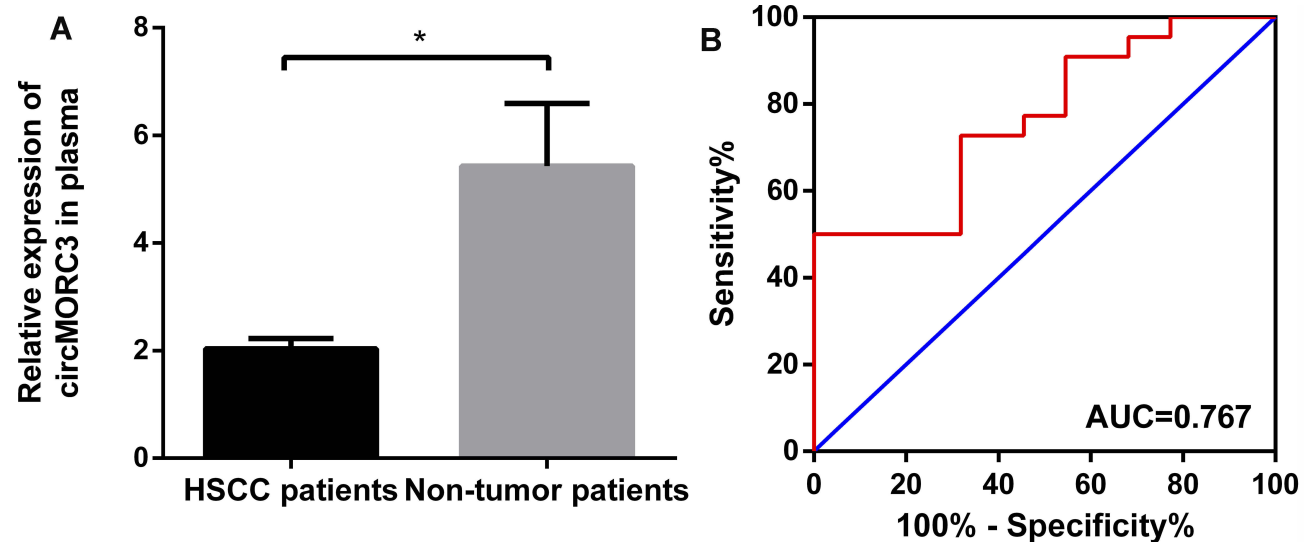 A
Relative expression of
circMORC3 in plasma
8
6
4
2
0
*
HSCC patients
Non-tumor patients
B
Sensitivity%
100
80
60
40
20
0
AUC=0.767
0 20 40 60 80 100
100% - Specificity%